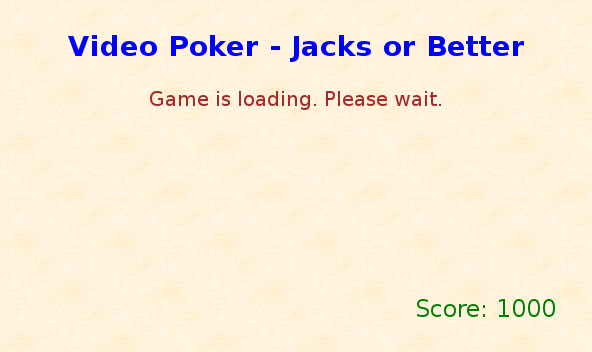 Video Poker - Jacks or Better
Game is loading. Please wait.
Score: 1000